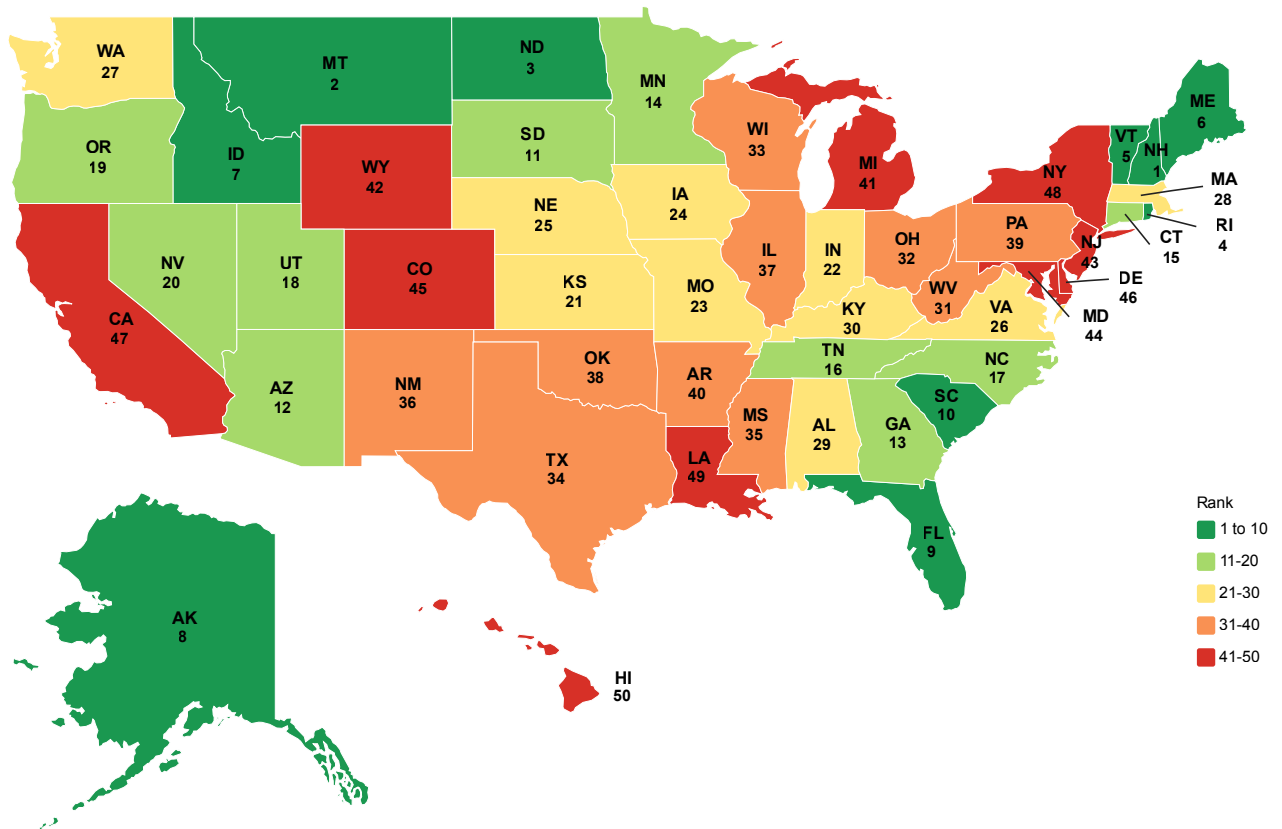 WA
27
MT
2
ND
3
MN
14
OR
19
ID
7
WY
42
SD
11
WI
33
MI
41
NY
48
VT
5
NH
1
ME
6
MA
28
RI
4
CT
15
NV
20
UT
18
CO
45
NE
25
IA
24
IL
37
IN
22
OH
32
PA
39
NJ
43
DE
46
MD
44
CA
47
KS
21
MO
23
KY
30
WV
31
VA
26
AZ
12
NM
36
OK
38
AR
40
TN
16
NC
17
SC
10
TX
34
LA
49
MS
35
AL
29
GA
13
FL
9
AK
8
HI
50
Rank
1 to 10
11-20
21-30
31-40
41-50